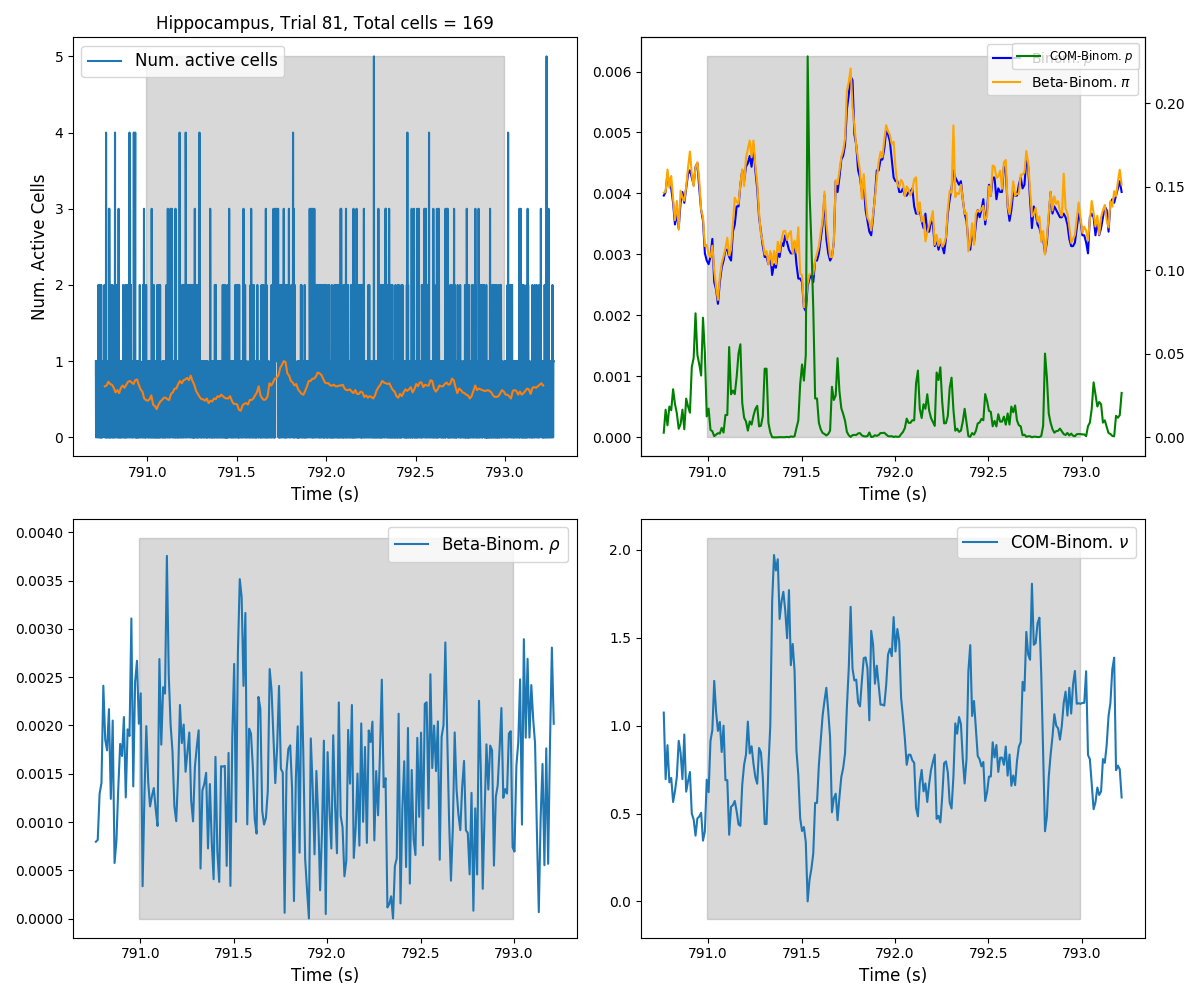 Hippocampus, Trial 81, Total cells = 169
Num. active cells
Num. Active Cells
5
4
3
2
1
0
791.0 791.5 792.0 792.5 793.0
Time (s)
COM-Binom. p
Beta-Binom. π
0.006
0.005
0.004
0.003
0.002
0.001
0.000
0.20
0.15
0.10
0.05
0.00
791.0 791.5 792.0 792.5 793.0
Time (s)
Beta-Binom. ρ
0.0040
0.0035
0.0030
0.0025
0.0020
0.0015
0.0010
0.0005
0.0000
791.0 791.5 792.0 792.5 793.0
Time (s)
COM-Binom. ν
2.0
1.5
1.0
0.5
0.0
791.0 791.5 792.0 792.5 793.0
Time (s)